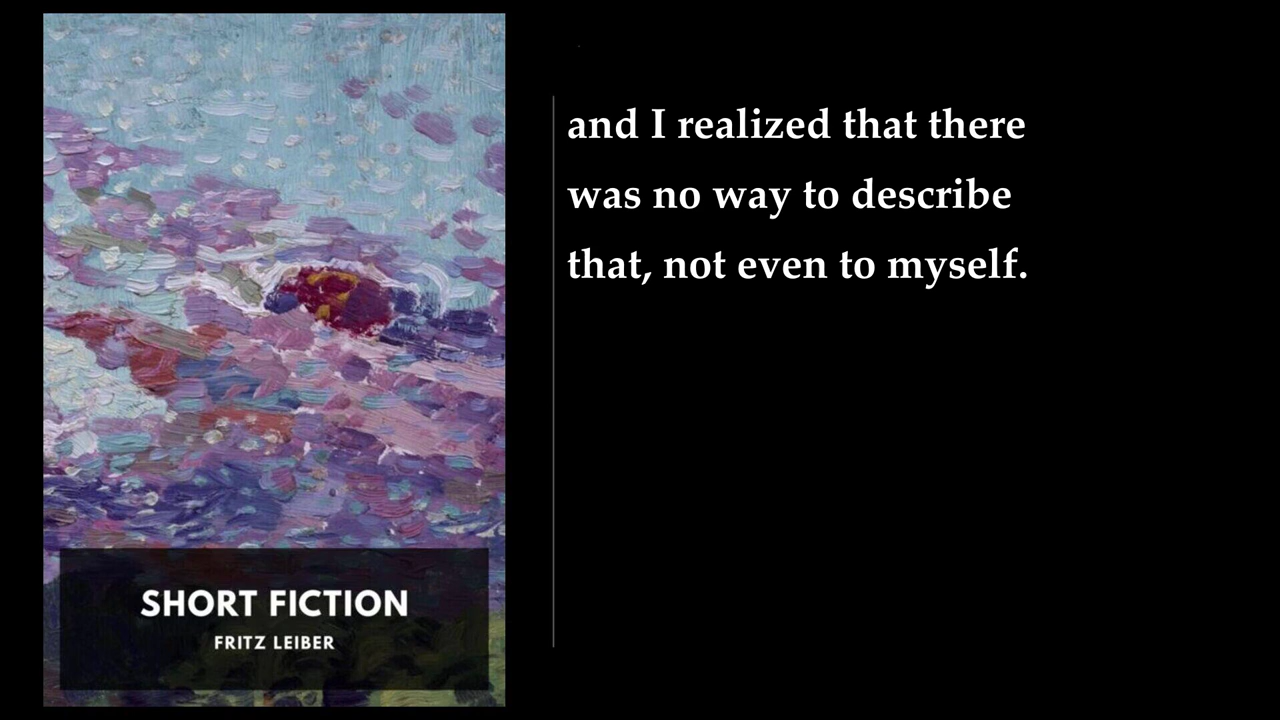 SHORT FICTION
FRITZ LEIBER
and I realized that there
was no way to describe
that, not even to myself.